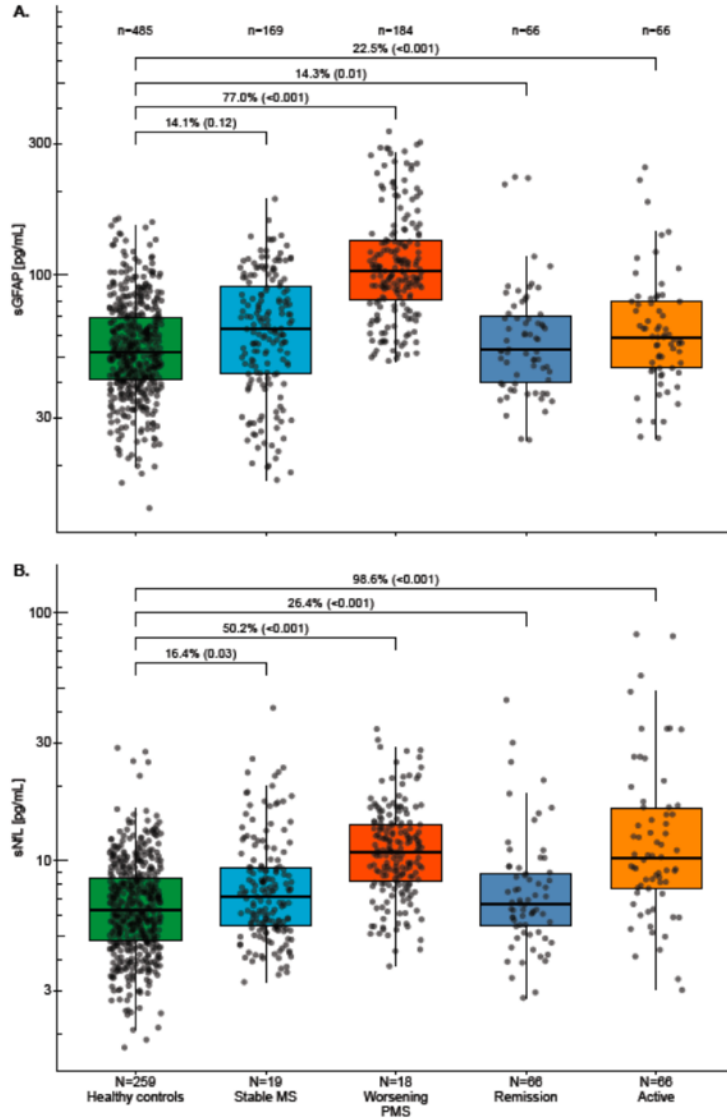 A.
n=485 n=169 n=184 n=66 n=66
22.5% (<0.001)
14.3% (0.01)
77.0% (<0.001)
14.1% (0.12)
300
100
30
sGFAP [pg/mL]
B.
98.6% (<0.001)
26.4% (<0.001)
50.2% (<0.001)
16.4% (0.03)
100
30
10
3
sNfL [pg/mL]
N=259 N=19 N=18 N=66 N=66
Healthy controls Stable MS Worsening Remission Active
PMS